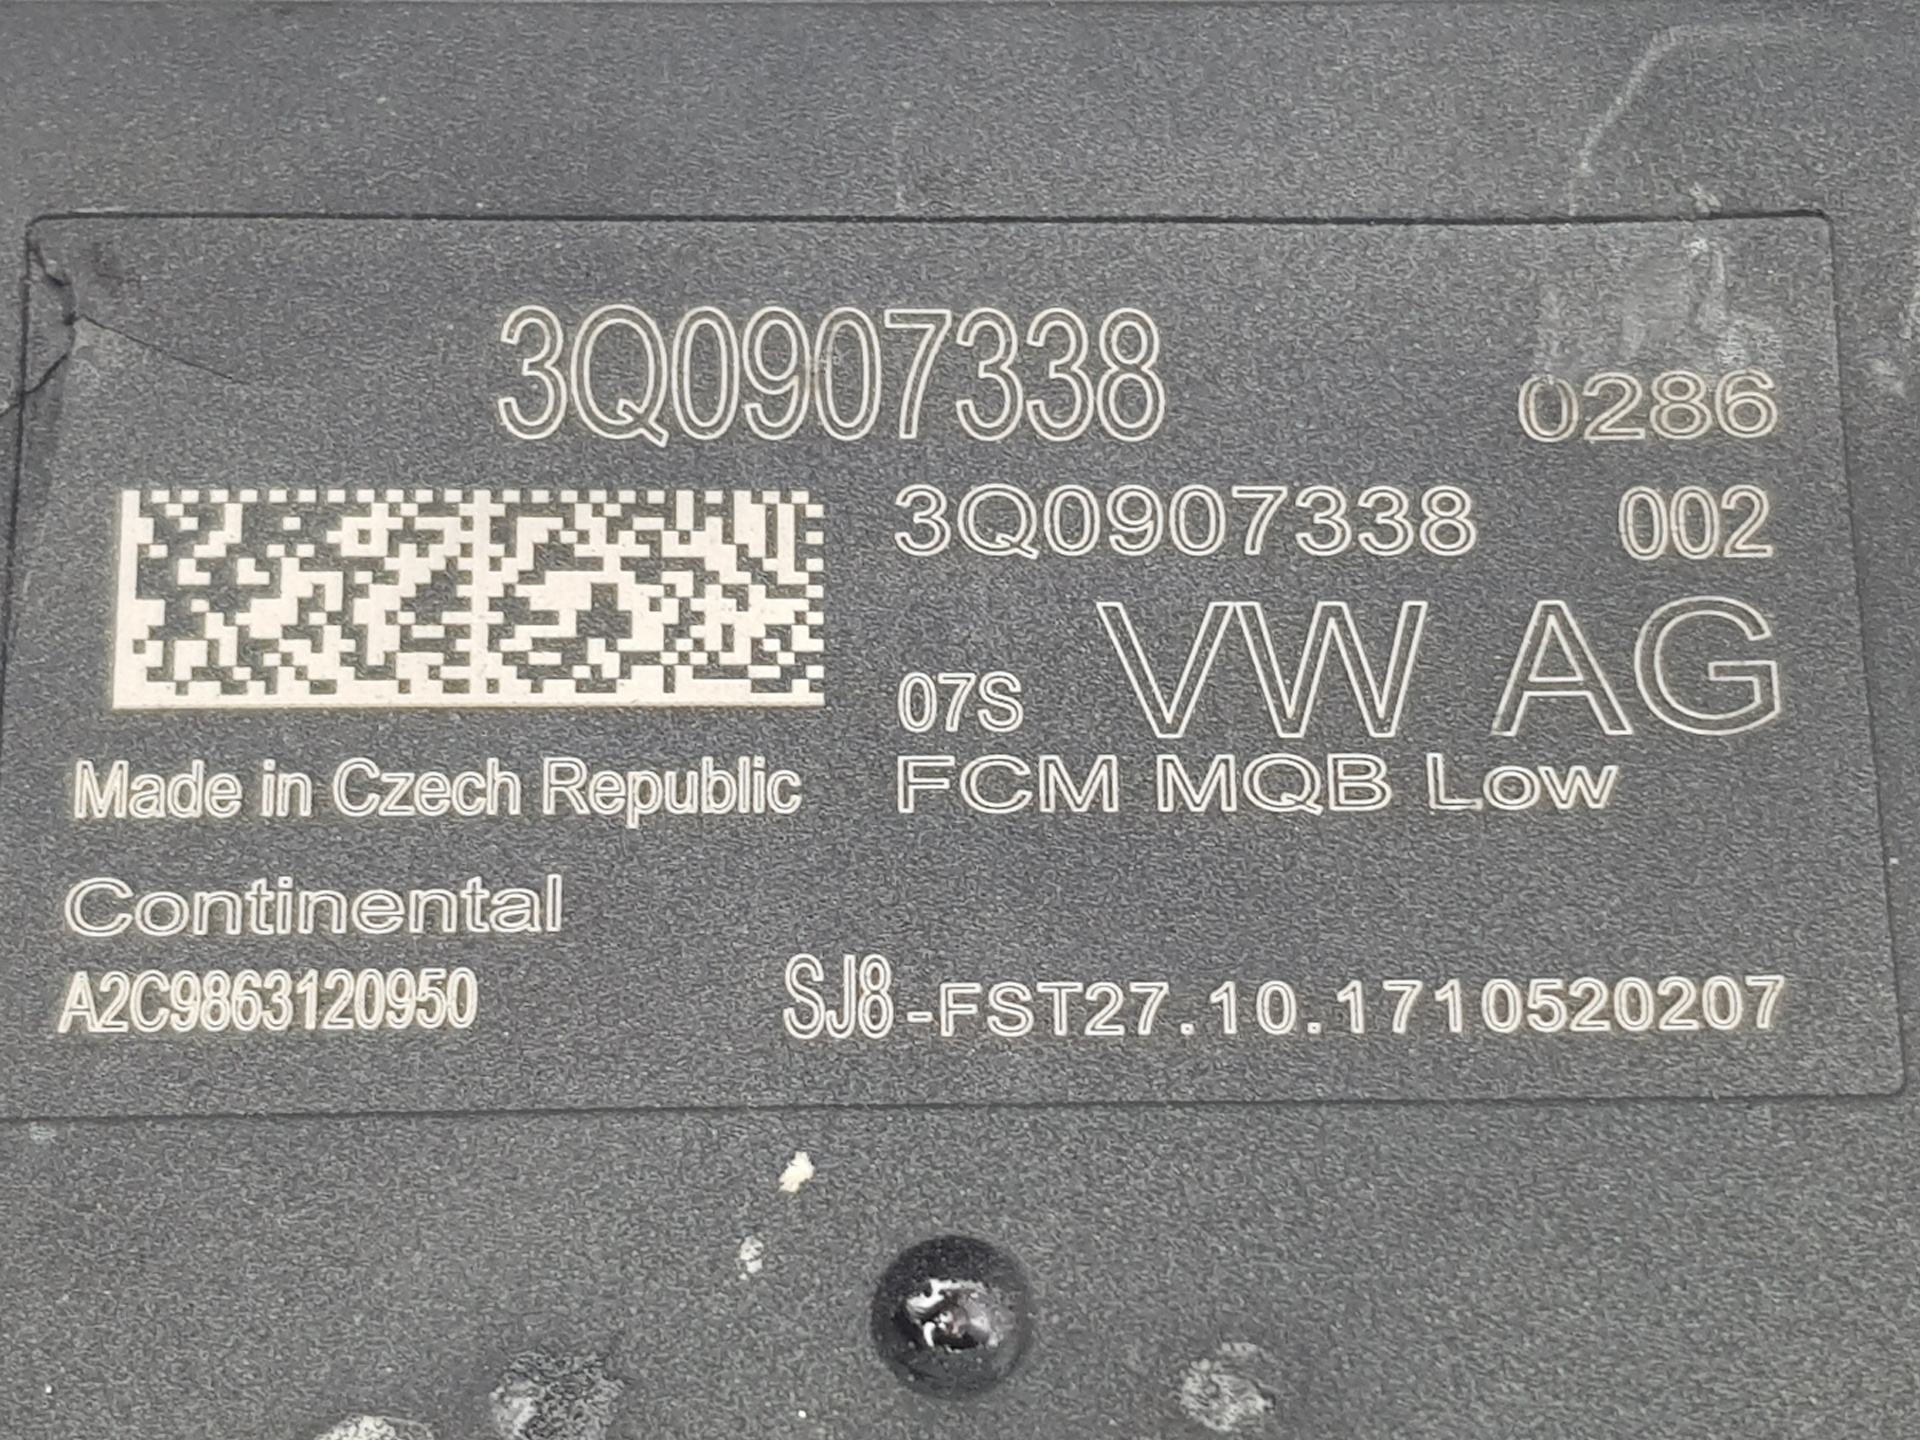 3Q0907338
0286
3Q0907338 002
07S VW AG
Made in Czech Republic
FCM MQB Low
Continental
A2C9863120950
SJ8-FST27.10.1710520207